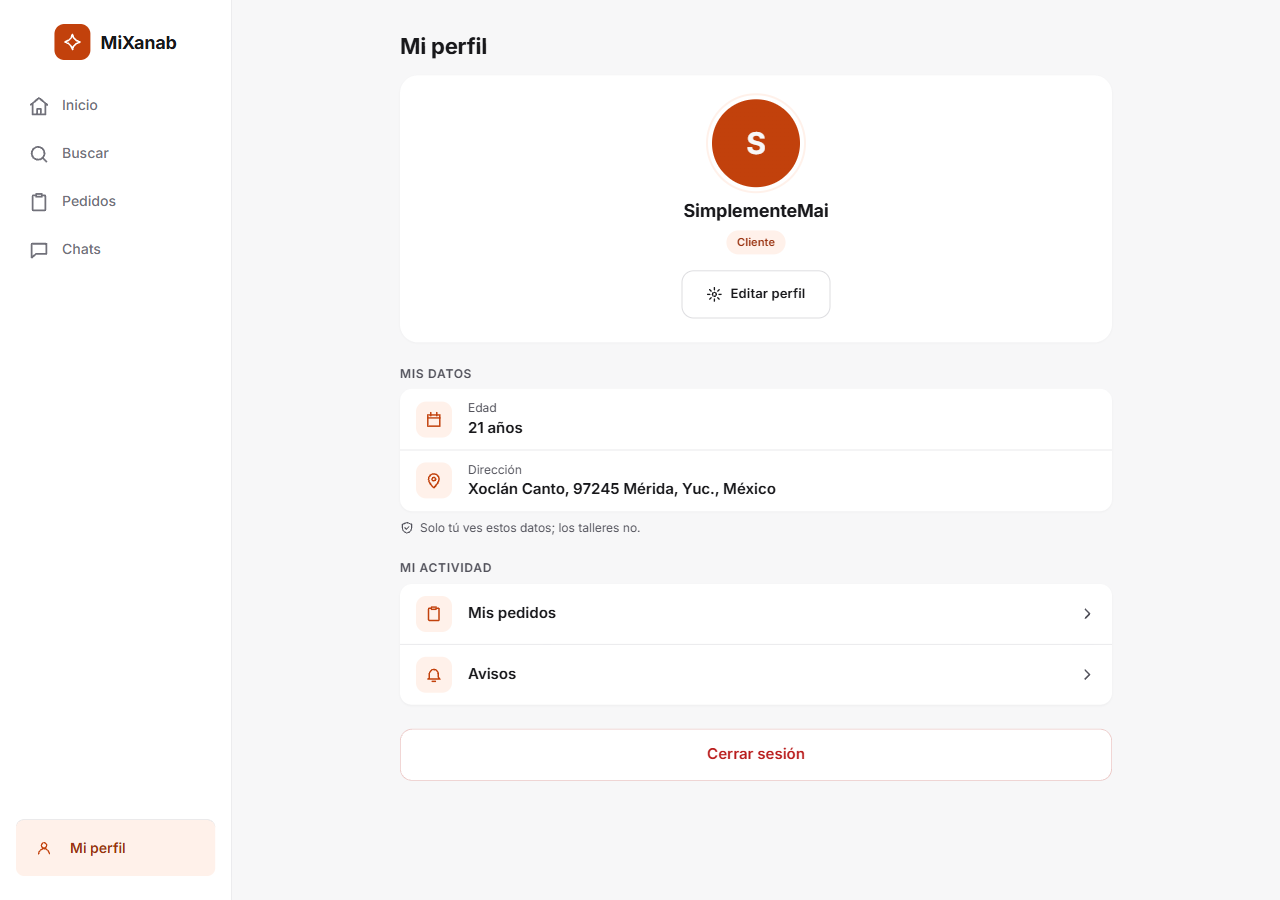 MiXanab
Inicio
Buscar
Pedidos
Chats
Mi perfil
Mi perfil
S
SimplementeMai
Cliente
Editar perfil
MIS DATOS
Edad
21 años
Dirección
Xoclán Canto, 97245 Mérida, Yuc., México
Solo tú ves estos datos; los talleres no.
MI ACTIVIDAD
Mis pedidos
Avisos
Cerrar sesión